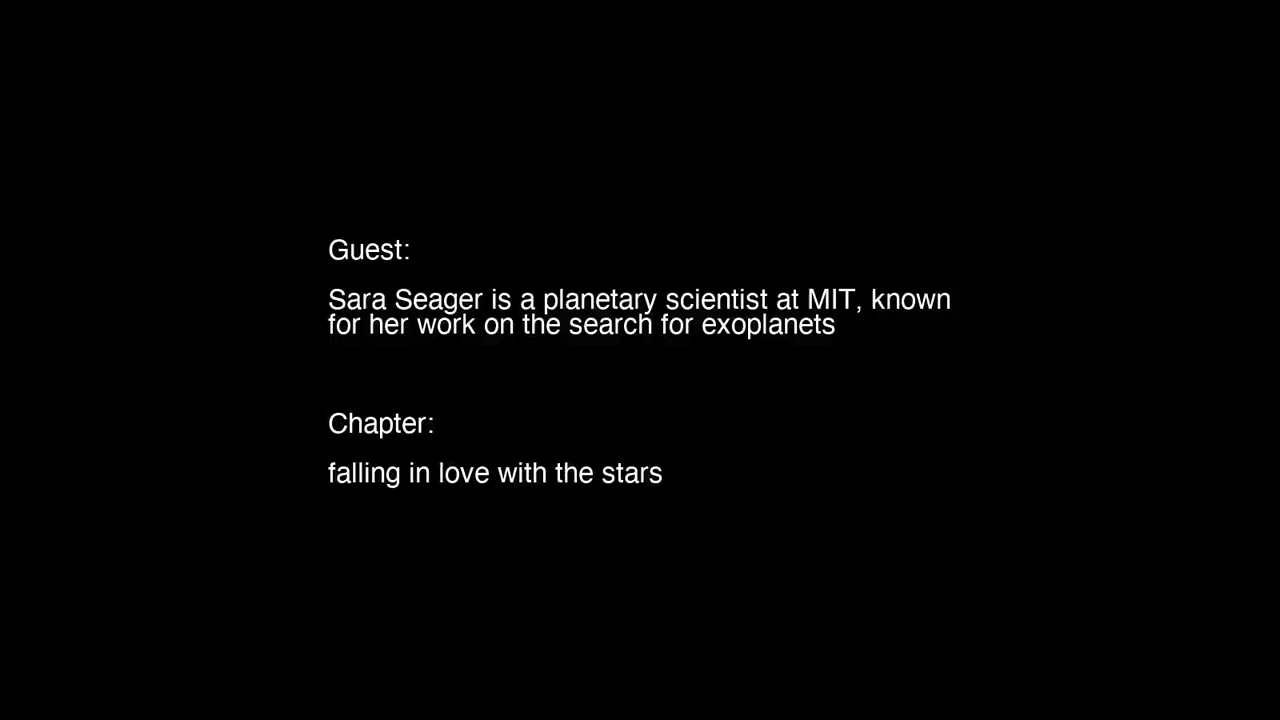 Guest:
Sara Seager is a planetary scientist at MIT, known
for her work on the search for exoplanets
Chapter:
falling in love with the stars